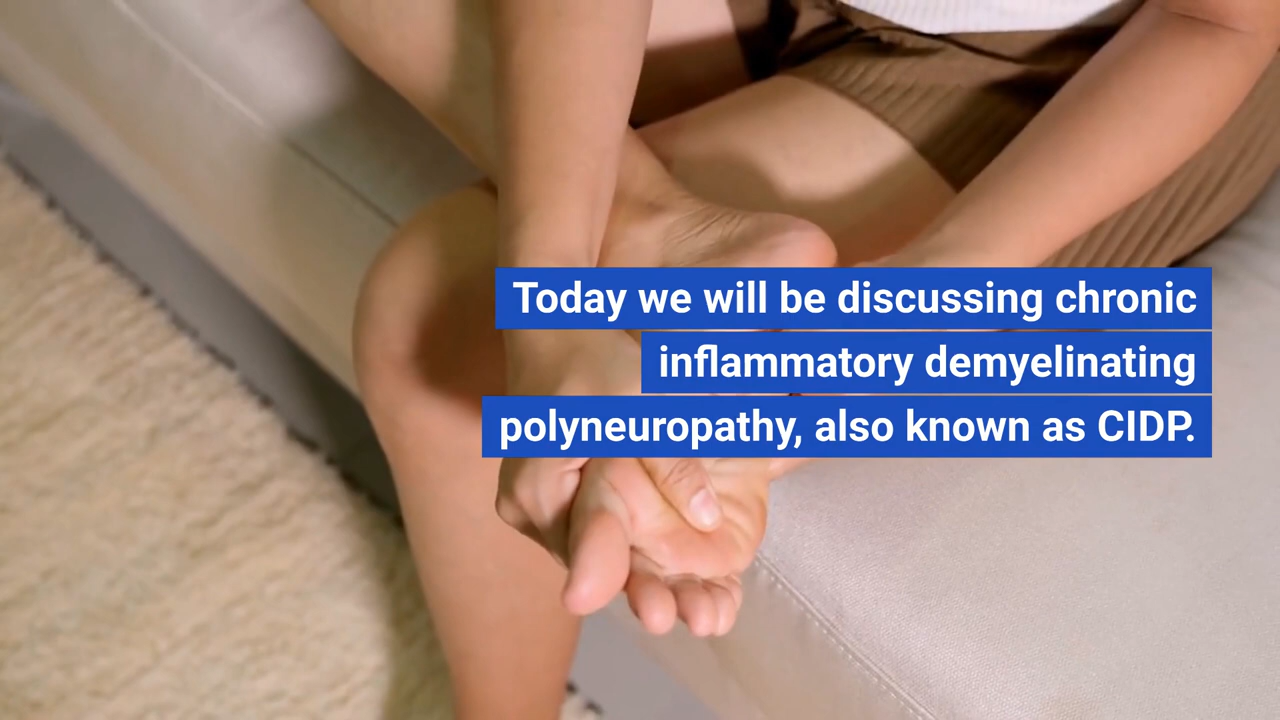 Today we will be discussing chronic
inflammatory demyelinating
polyneuropathy, also known as CIDP.